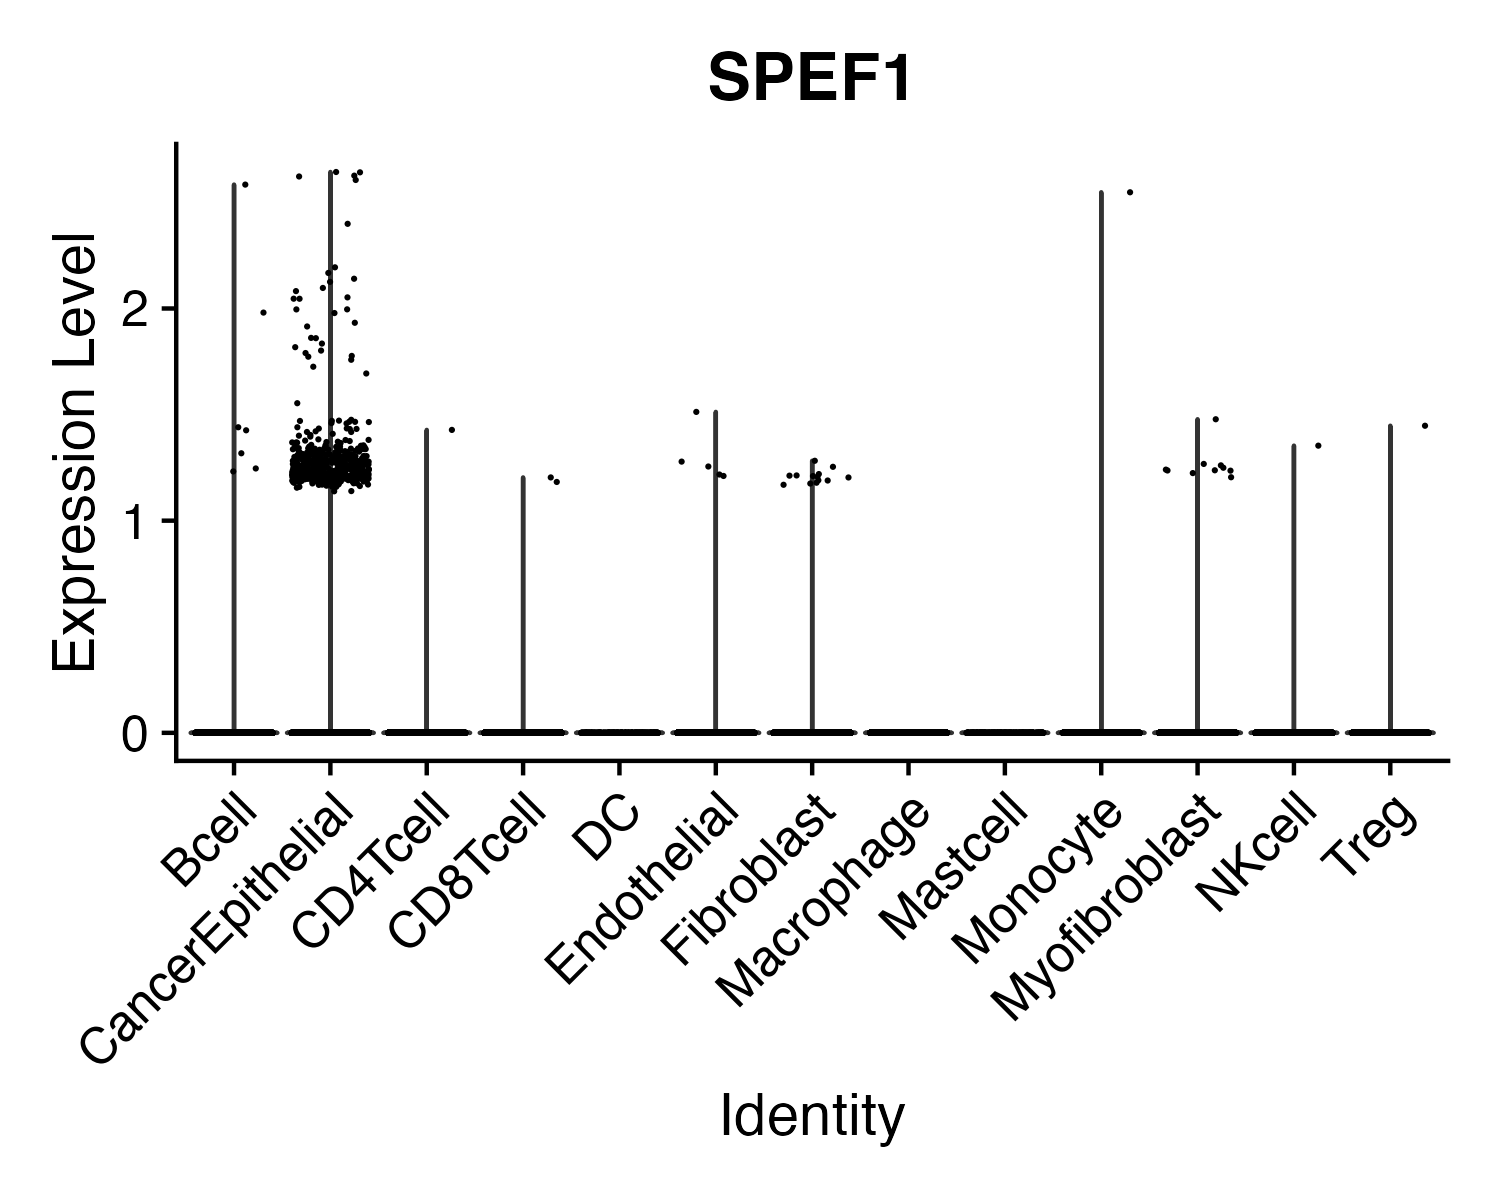 SPEF1
Expression Level
2
1
0
Bcell
CancerEpithelial
CD4Tcell
CD8Tcell
DC
Endothelial
Fibroblast
Macrophage
Mastcell
Monocyte
Myofibroblast
NKcell
Treg
Identity